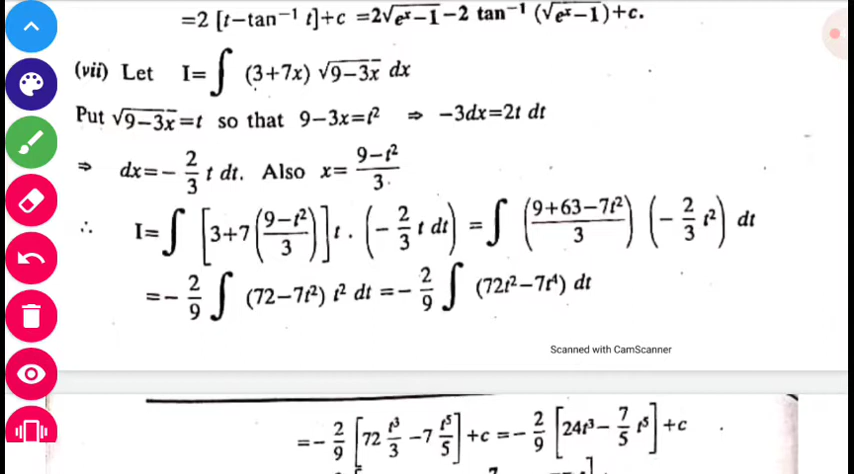 =2 [t−tan⁻¹ t]+c =2√(eˣ−1)−2 tan⁻¹ (√eˣ−1)+c.
(vii) Let I=∫ (3+7x) √9−3x dx
Put √9−3x=t so that 9−3x=t² ⇒ −3dx=2t dt
⇒ dx=− 2/3 t dt. Also x= (9−t²)/3.
∴ I=∫ [3+7((9−t²)/3)] t . (− 2/3 t dt) =∫ ((9+63−7t²)/3) (− 2/3 t²) dt
=− 2/9 ∫ (72−7t²) t² dt =− 2/9 ∫ (72t²−7t⁴) dt
Scanned with CamScanner
=− 2/9 [72 t³/3 −7 t⁵/5] +c =− 2/9 [24t³− 7/5 t⁵] +c